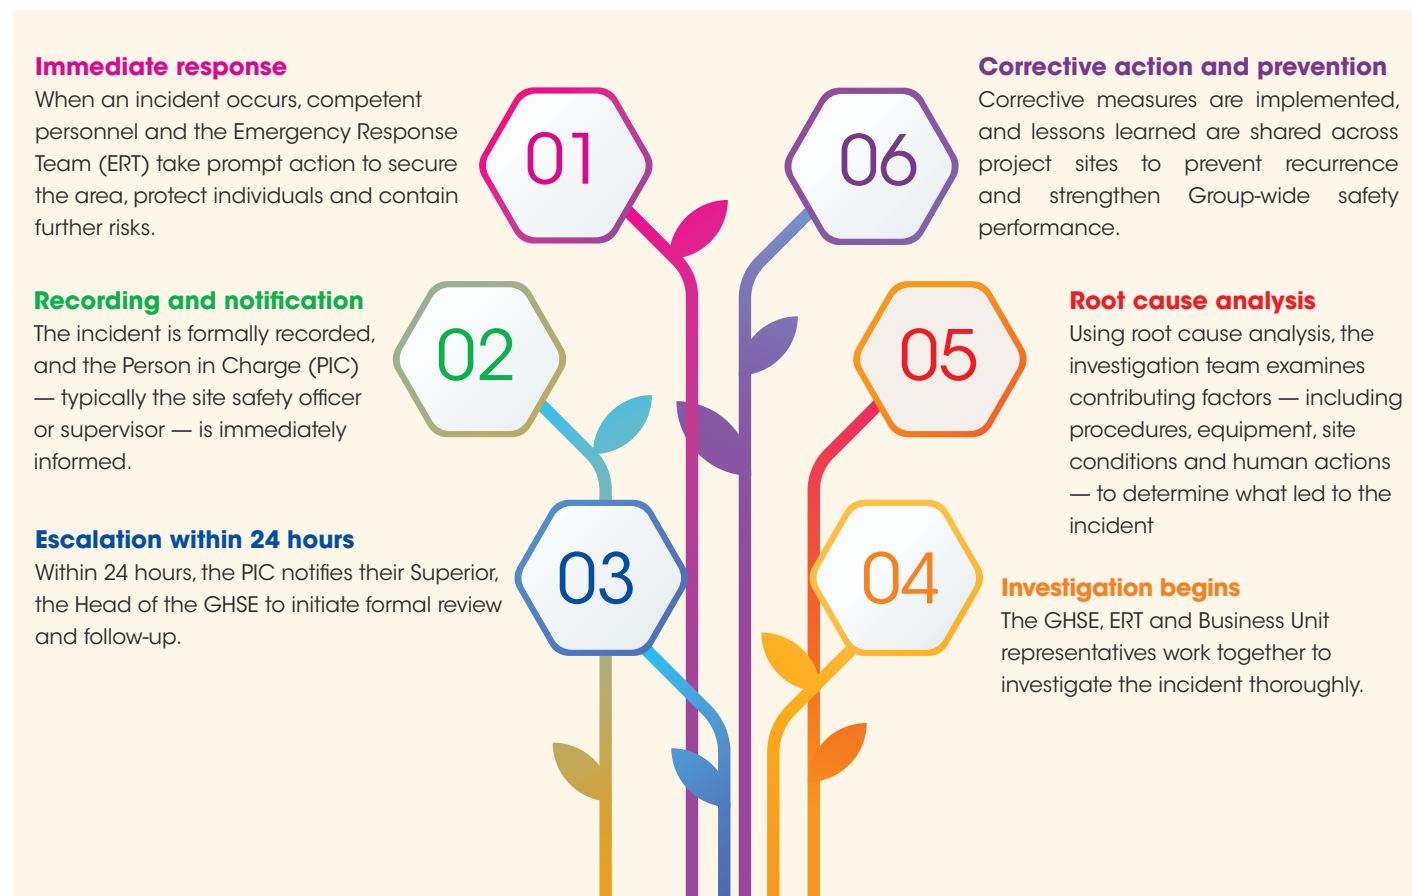 Immediate response
When an incident occurs, competent
personnel and the Emergency Response
Team (ERT) take prompt action to secure
the area, protect individuals and contain
further risks.
01
Recording and notification
The incident is formally recorded,
and the Person in Charge (PIC)
— typically the site safety officer
or supervisor — is immediately
informed.
02
Escalation within 24 hours
Within 24 hours, the PIC notifies their Superior,
the Head of the GHSE to initiate formal review
and follow-up.
03
04
Investigation begins
The GHSE, ERT and Business Unit
representatives work together to
investigate the incident thoroughly.
05
Root cause analysis
Using root cause analysis, the
investigation team examines
contributing factors — including
procedures, equipment, site
conditions and human actions
— to determine what led to the
incident
06
Corrective action and prevention
Corrective measures are implemented,
and lessons learned are shared across
project sites to prevent recurrence
and strengthen Group-wide safety
performance.